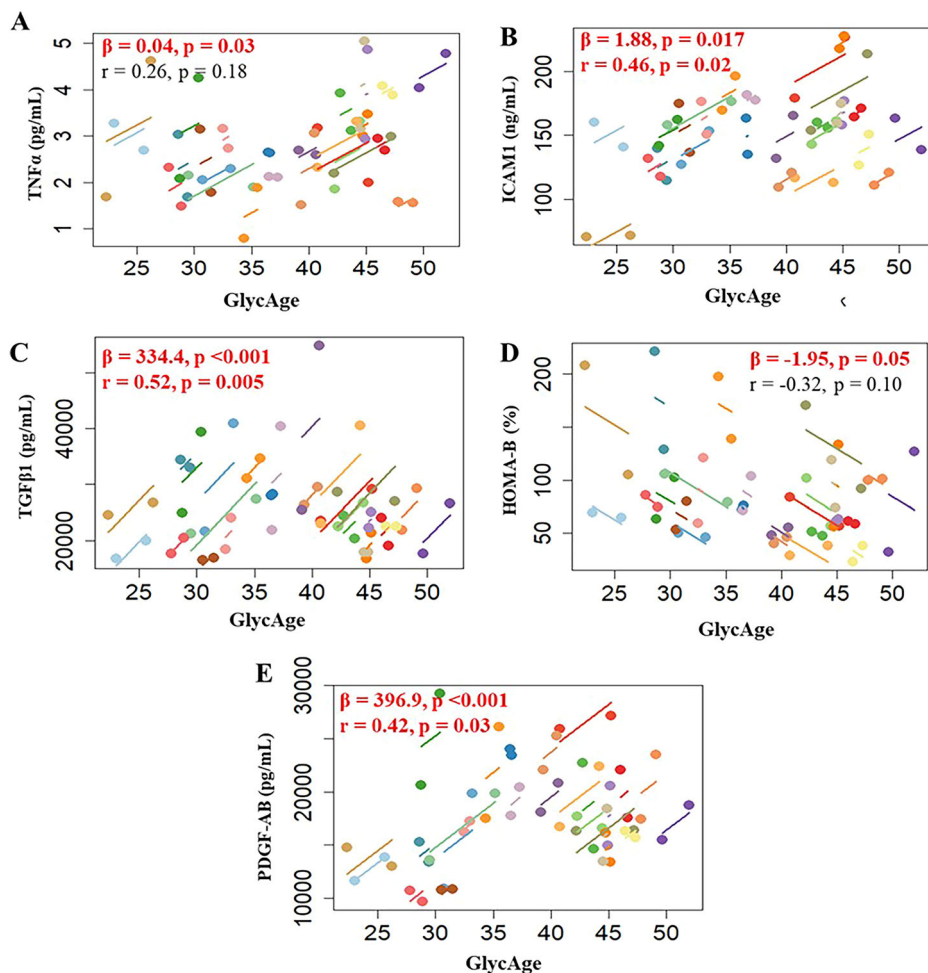 A
β = 0.04, p = 0.03
r = 0.26, p = 0.18
TNFα (pg/mL)
5
4
3
2
1
25 30 35 40 45 50
GlycAge
B
β = 1.88, p = 0.017
r = 0.46, p = 0.02
ICAM1 (ng/mL)
200
150
100
25 30 35 40 45 50
GlycAge
C
β = 334.4, p <0.001
r = 0.52, p = 0.005
TGFβ1 (pg/mL)
40000
20000
25 30 35 40 45 50
GlycAge
D
β = -1.95, p = 0.05
r = -0.32, p = 0.10
HOMA-B (%)
200
100
50
25 30 35 40 45 50
GlycAge
E
β = 396.9, p <0.001
r = 0.42, p = 0.03
PDGF-AB (pg/mL)
30000
20000
10000
25 30 35 40 45 50
GlycAge